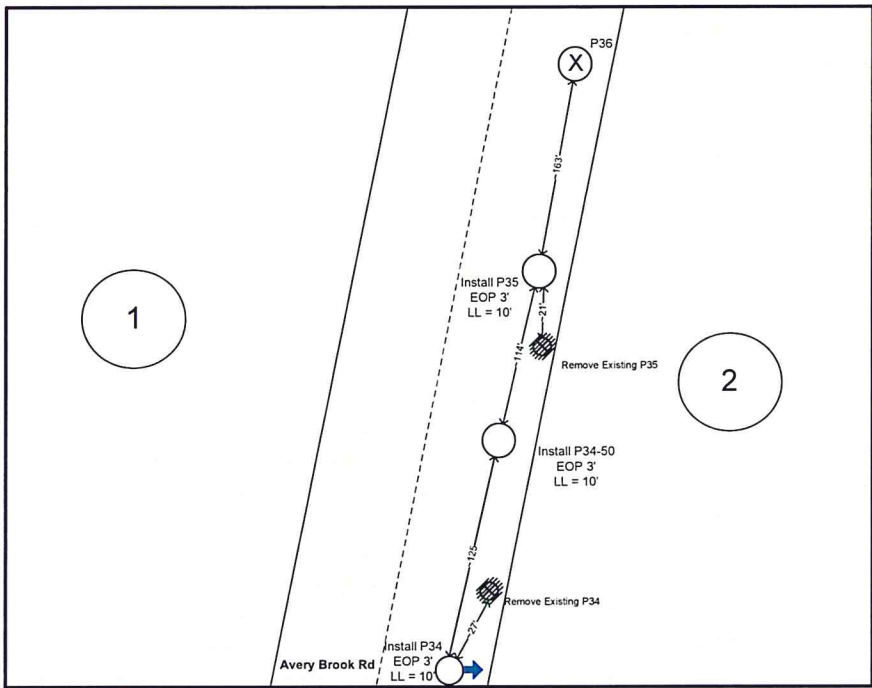 P36
~163'
Install P35
EOP 3'
LL = 10'
~21'
~114'
Remove Existing P35
1
2
Install P34-50
EOP 3'
LL = 10'
~125
Remove Existing P34
~27'
Install P34
EOP 3'
LL = 10'
Avery Brook Rd
X